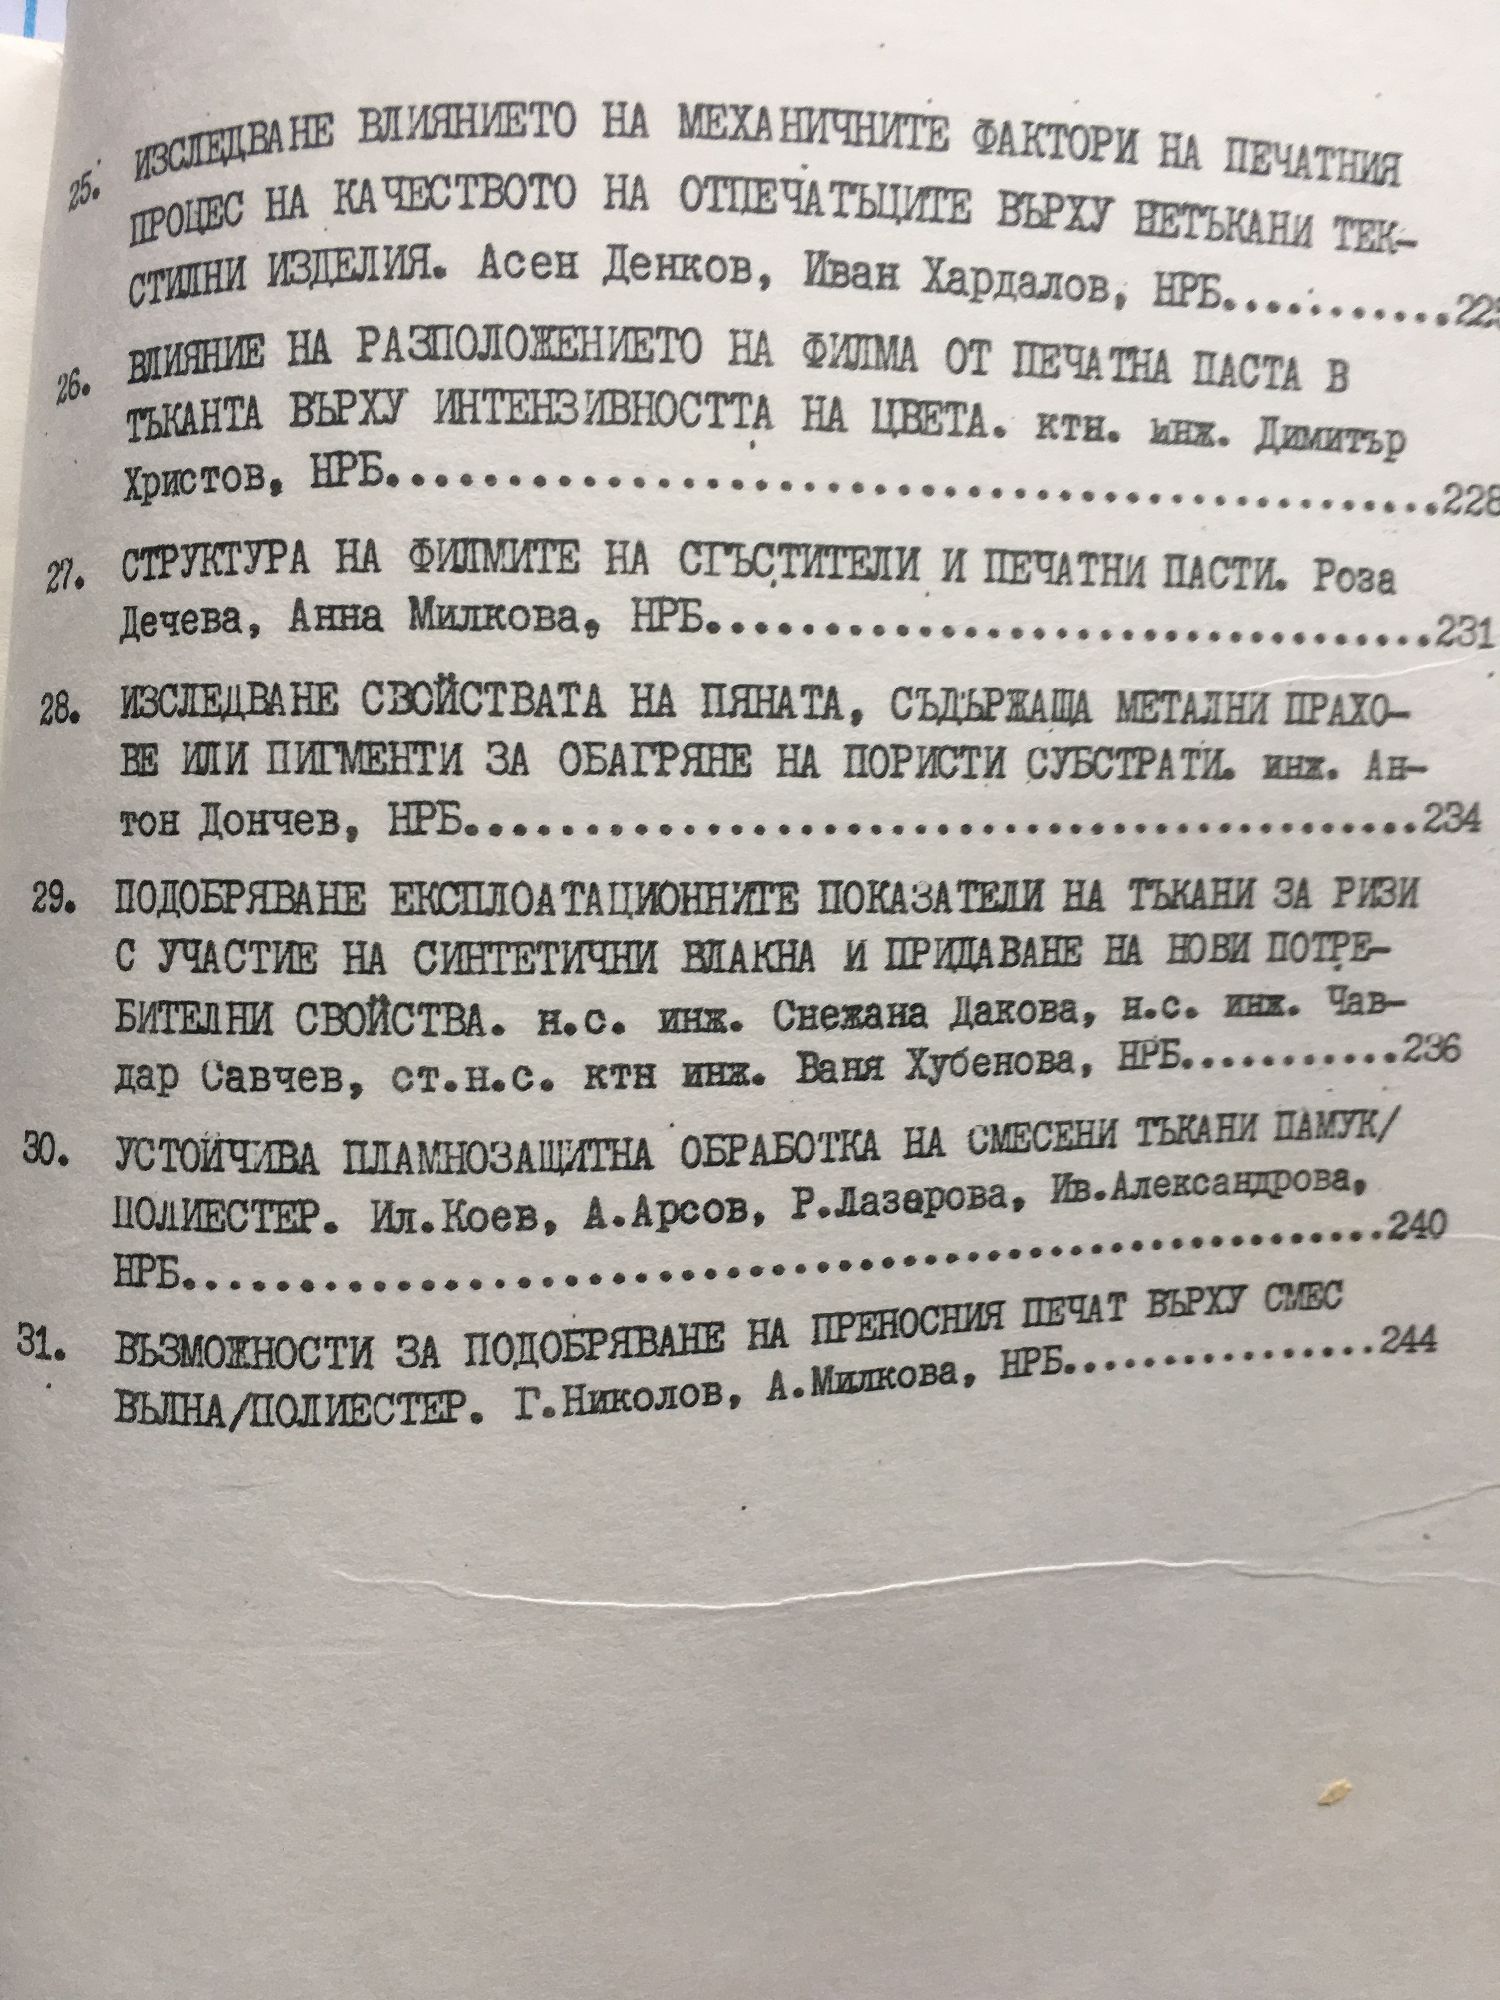 25. ИЗСЛЕДВАНЕ ВЛИЯНИЕТО НА МЕХАНИЧНИТЕ ФАКТОРИ НА ПЕЧАТНИЯ
ПРОЦЕС НА КАЧЕСТВОТО НА ОТПЕЧАТЪЦИТЕ ВЪРХУ НЕТЪКАНИ ТЕК-
СТИЛНИ ИЗДЕЛИЯ. Асен Денков, Иван Хардалов, НРБ...........
26. ВЛИЯНИЕ НА РАЗПОЛОЖЕНИЕТО НА ФИЛМА ОТ ПЕЧАТНА ПАСТА В
ТЪКАНТА ВЪРХУ ИНТЕНЗИВНОСТТА НА ЦВЕТА. ктн. инж. Димитър
Христов, НРБ............................................228
27. СТРУКТУРА НА ФИЛМИТЕ НА СГЪСТИТЕЛИ И ПЕЧАТНИ ПАСТИ. Роза
Дечева, Анна Милкова, НРБ...............................231
28. ИЗСЛЕДВАНЕ СВОЙСТВАТА НА ПЯНАТА, СЪДЪРЖАЩА МЕТАЛНИ ПРАХО-
ВЕ ИЛИ ПИГМЕНТИ ЗА ОБАГРЯНЕ НА ПОРИСТИ СУБСТРАТИ. инж. Ан-
тон Дончев, НРБ.........................................234
29. ПОДОБРЯВАНЕ ЕКСПЛОАТАЦИОННИТЕ ПОКАЗАТЕЛИ НА ТЪКАНИ ЗА РИЗИ
С УЧАСТИЕ НА СИНТЕТИЧНИ ВЛАКНА И ПРИДАВАНЕ НА НОВИ ПОТРЕ-
БИТЕЛНИ СВОЙСТВА. н.с. инж. Снежана Дакова, н.с. инж. Чав-
дар Савчев, ст.н.с. ктн инж. Ваня Хубенова, НРБ...........236
30. УСТОЙЧИВА ПЛАМНОЗАЩИТНА ОБРАБОТКА НА СМЕСЕНИ ТЪКАНИ ПАМУК/
ПОЛИЕСТЕР. Ил.Коев, А.Арсов, Р.Лазарова, Ив.Александрова,
НРБ.....................................................240
31. ВЪЗМОЖНОСТИ ЗА ПОДОБРЯВАНЕ НА ПРЕНОСНИЯ ПЕЧАТ ВЪРХУ СМЕС
ВЪЛНА/ПОЛИЕСТЕР. Г.Николов, А.Милкова, НРБ................244